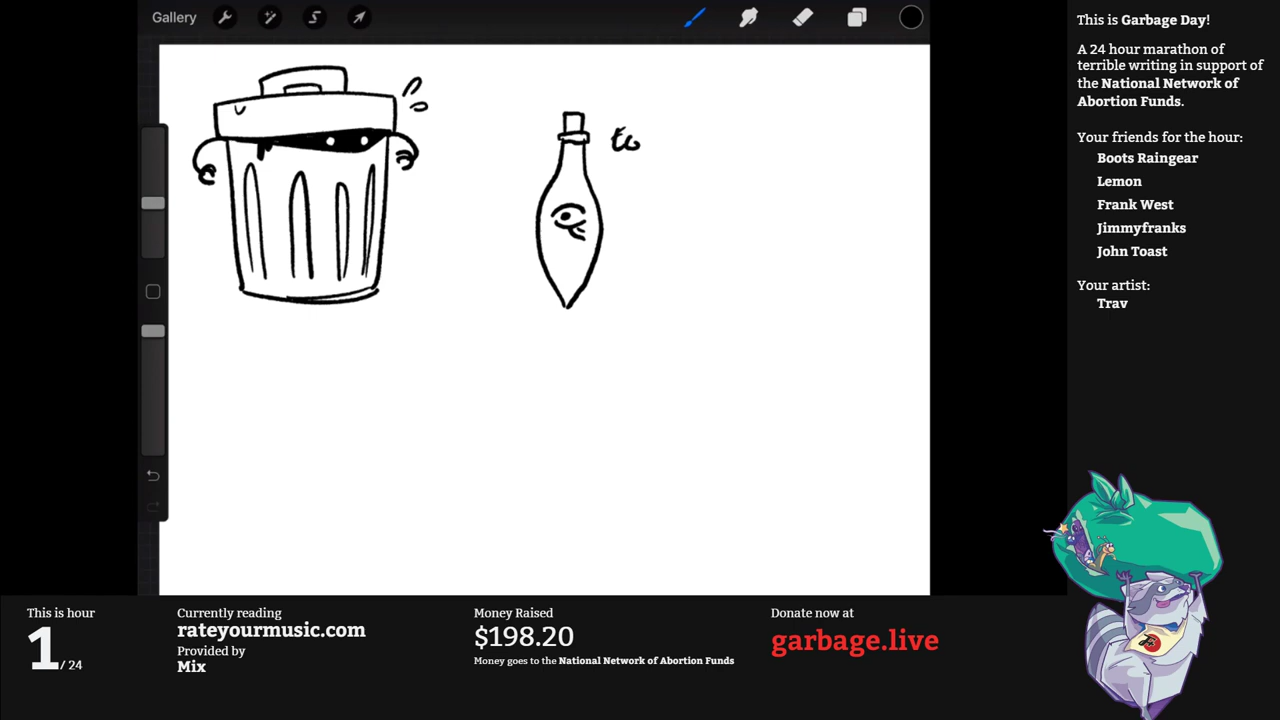 Gallery
to
This is Garbage Day!
A 24 hour marathon of
terrible writing in support of
the National Network of
Abortion Funds.
Your friends for the hour:
Boots Raingear
Lemon
Frank West
Jimmyfranks
John Toast
Your artist:
Trav
This is hour
1 / 24
Currently reading
rateyourmusic.com
Provided by
Mix
Money Raised
$198.20
Money goes to the National Network of Abortion Funds
Donate now at
garbage.live